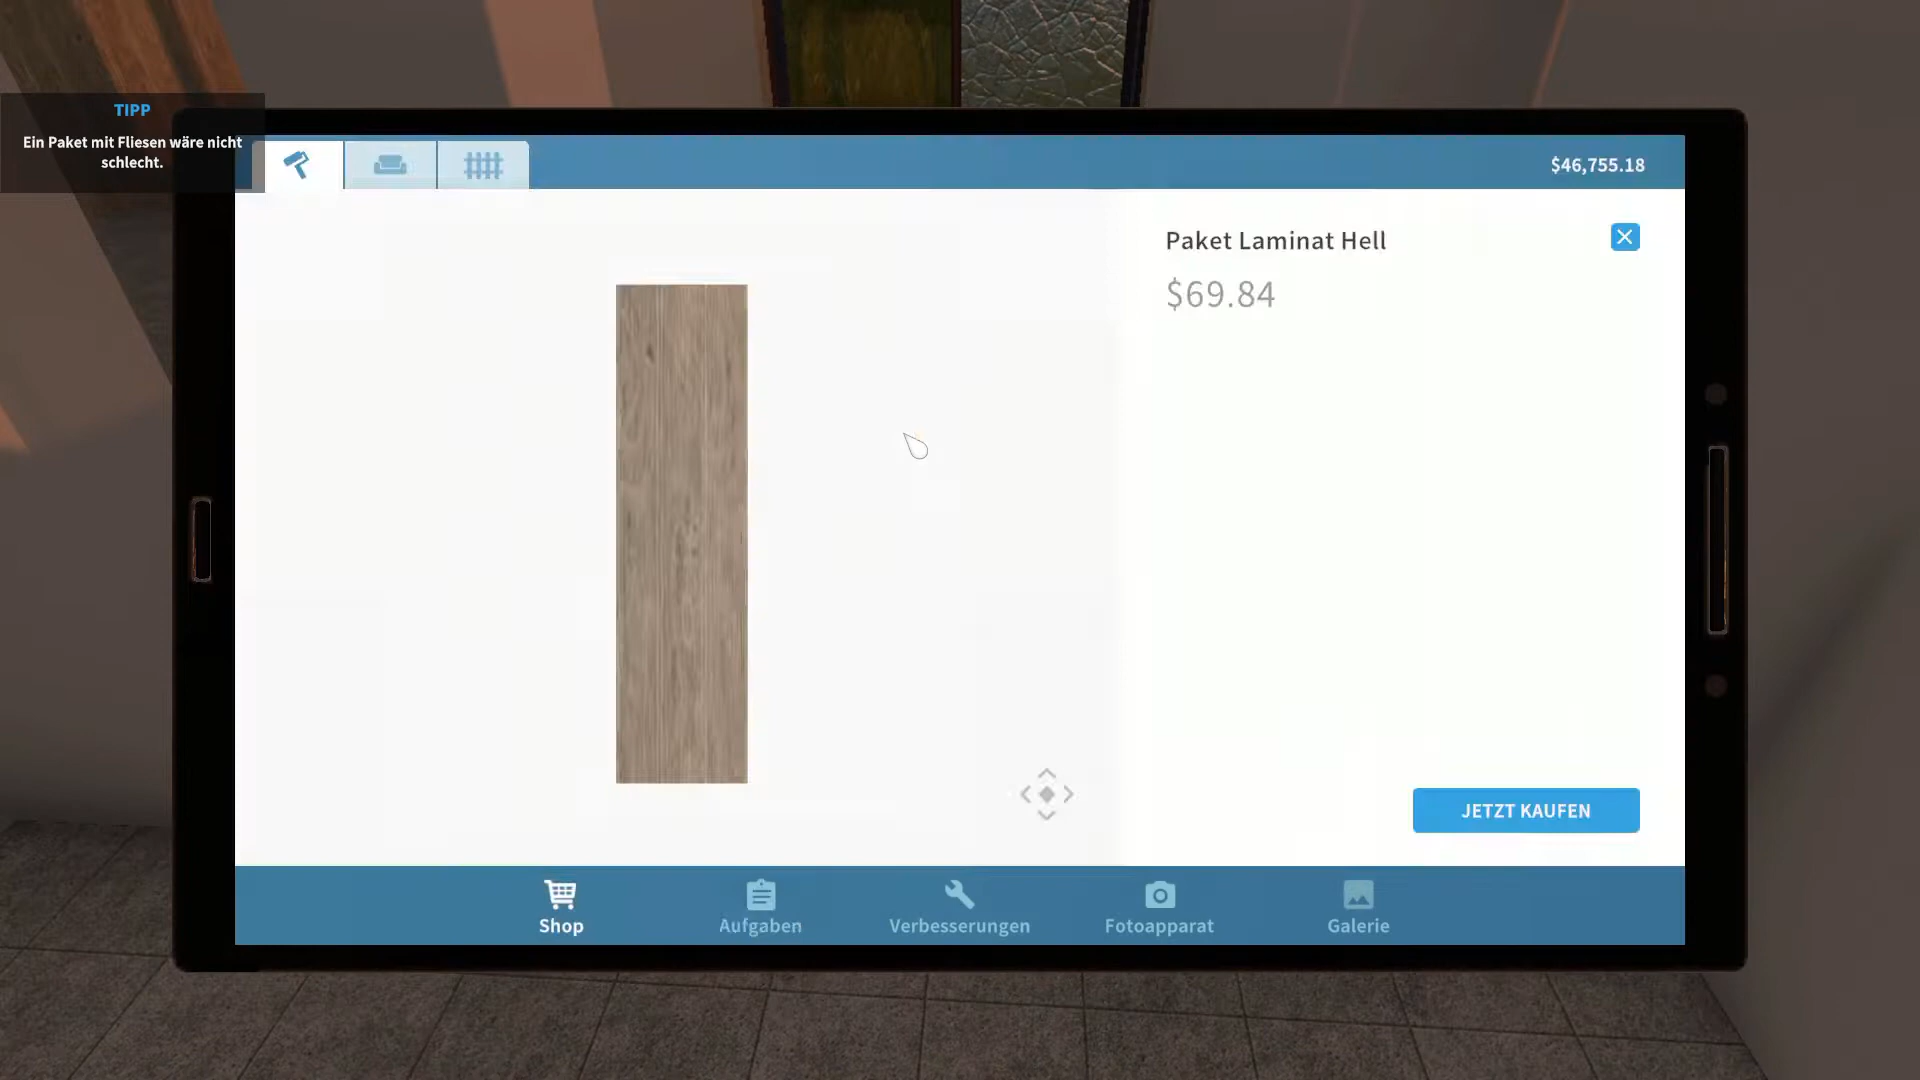 TIPP
Ein Paket mit Fliesen wäre nicht
schlecht.
$46,755.18
Paket Laminat Hell
$69.84
JETZT KAUFEN
Shop
Aufgaben
Verbesserungen
Fotoapparat
Galerie